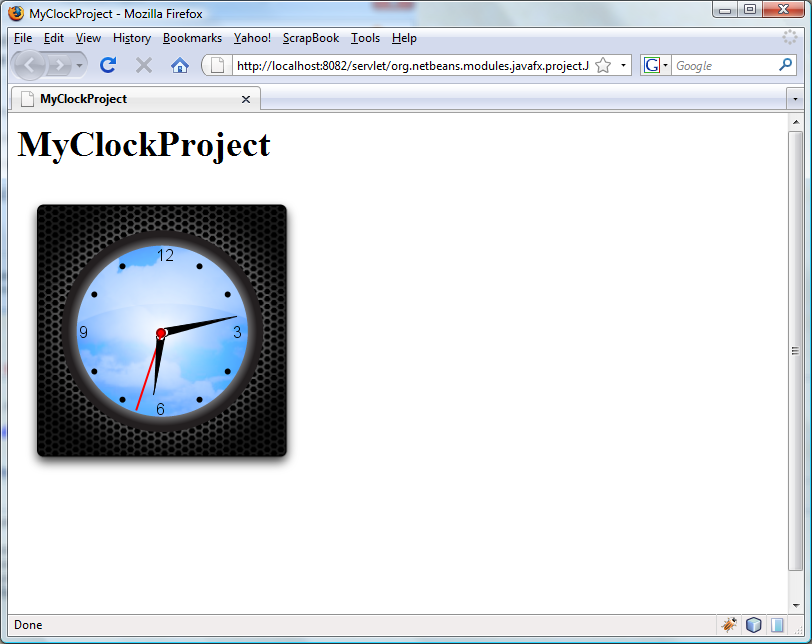 MyClockProject - Mozilla Firefox
File Edit View History Bookmarks Yahoo! ScrapBook Tools Help
http://localhost:8082/servlet/org.netbeans.modules.javafx.project.J G Google
MyClockProject
MyClockProject
12
9 3
6
Done